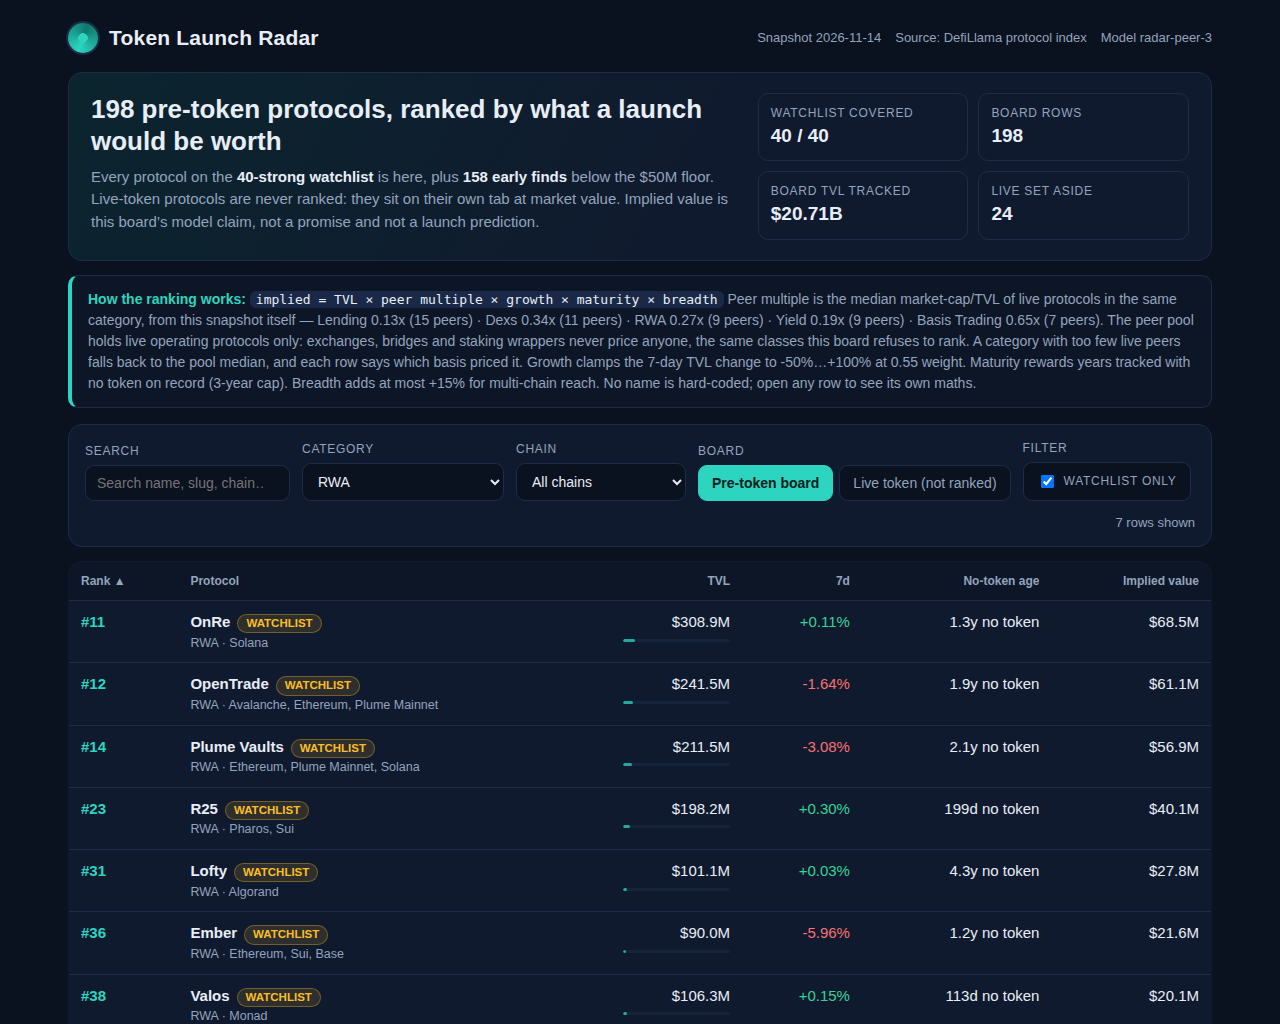 Token Launch Radar
Snapshot 2026-11-14 Source: DefiLlama protocol index Model radar-peer-3
198 pre-token protocols, ranked by what a launch
would be worth
Every protocol on the 40-strong watchlist is here, plus 158 early finds below the $50M floor.
Live-token protocols are never ranked: they sit on their own tab at market value. Implied value is
this board's model claim, not a promise and not a launch prediction.
WATCHLIST COVERED
40 / 40
BOARD ROWS
198
BOARD TVL TRACKED
$20.71B
LIVE SET ASIDE
24
How the ranking works: implied = TVL × peer multiple × growth × maturity × breadth Peer multiple is the median market-cap/TVL of live protocols in the same
category, from this snapshot itself — Lending 0.13x (15 peers) · Dexs 0.34x (11 peers) · RWA 0.27x (9 peers) · Yield 0.19x (9 peers) · Basis Trading 0.65x (7 peers). The peer pool
holds live operating protocols only: exchanges, bridges and staking wrappers never price anyone, the same classes this board refuses to rank. A category with too few live peers
falls back to the pool median, and each row says which basis priced it. Growth clamps the 7-day TVL change to -50%…+100% at 0.55 weight. Maturity rewards years tracked with
no token on record (3-year cap). Breadth adds at most +15% for multi-chain reach. No name is hard-coded; open any row to see its own maths.
SEARCH
Search name, slug, chain..
CATEGORY
RWA
CHAIN
All chains
BOARD
Pre-token board
Live token (not ranked)
FILTER
WATCHLIST ONLY
7 rows shown
Rank ▲ Protocol TVL 7d No-token age Implied value
#11 OnRe WATCHLIST $308.9M +0.11% 1.3y no token $68.5M
RWA · Solana
#12 OpenTrade WATCHLIST $241.5M -1.64% 1.9y no token $61.1M
RWA · Avalanche, Ethereum, Plume Mainnet
#14 Plume Vaults WATCHLIST $211.5M -3.08% 2.1y no token $56.9M
RWA · Ethereum, Plume Mainnet, Solana
#23 R25 WATCHLIST $198.2M +0.30% 199d no token $40.1M
RWA · Pharos, Sui
#31 Lofty WATCHLIST $101.1M +0.03% 4.3y no token $27.8M
RWA · Algorand
#36 Ember WATCHLIST $90.0M -5.96% 1.2y no token $21.6M
RWA · Ethereum, Sui, Base
#38 Valos WATCHLIST $106.3M +0.15% 113d no token $20.1M
RWA · Monad